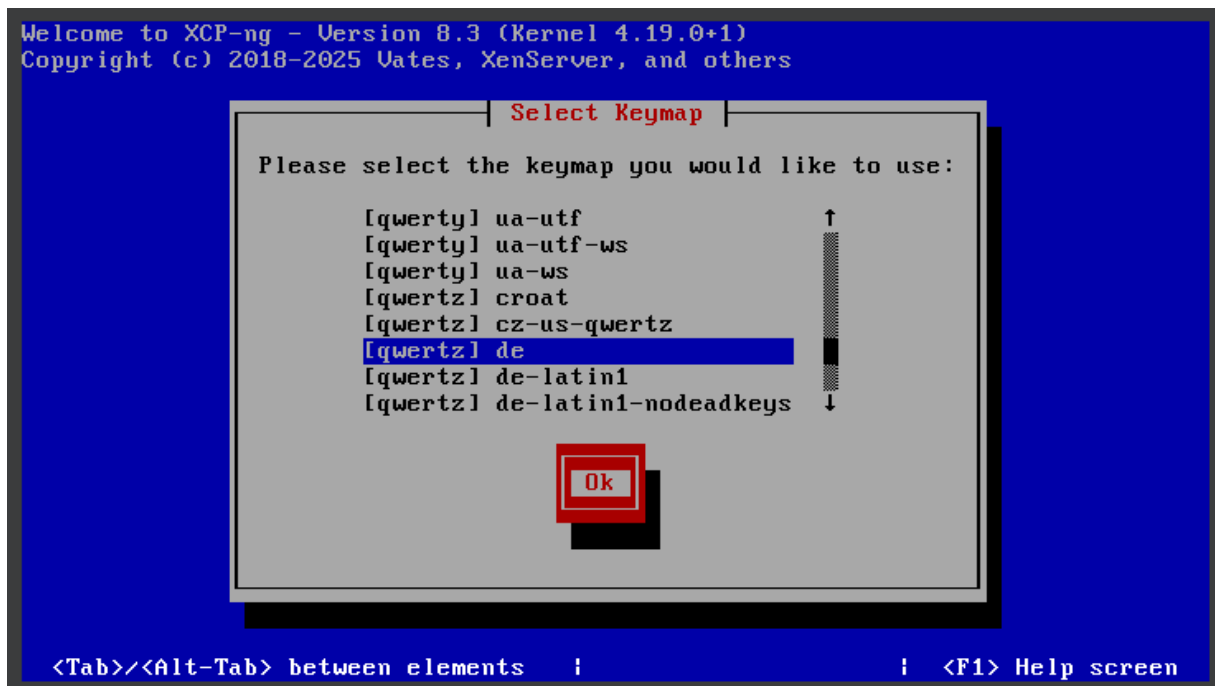 Welcome to XCP-ng - Version 8.3 (Kernel 4.19.0+1)
Copyright (c) 2018-2025 Vates, XenServer, and others
Select Keymap
Please select the keymap you would like to use:
[qwerty] ua-utf
[qwerty] ua-utf-ws
[qwerty] ua-ws
[qwertz] croat
[qwertz] cz-us-qwertz
[qwertz] de
[qwertz] de-latin1
[qwertz] de-latin1-nodeadkeys
Ok
<Tab>/<Alt-Tab> between elements | | <F1> Help screen